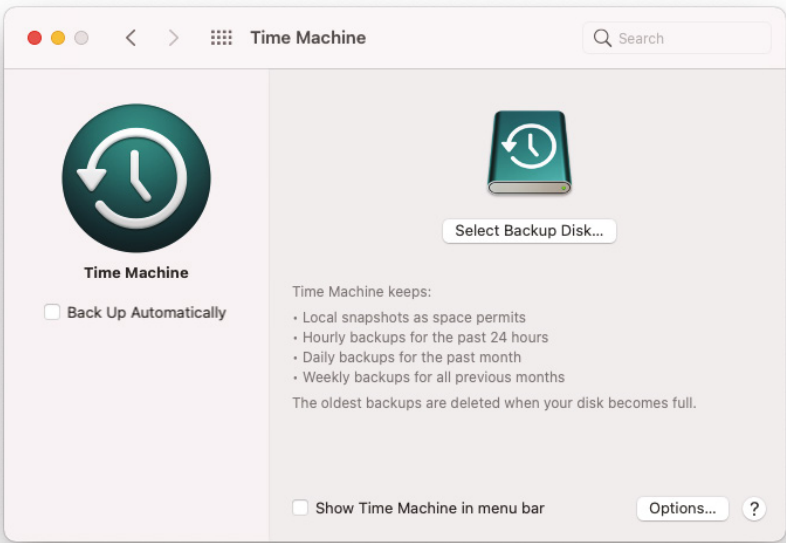 Time Machine
Search
Time Machine
Back Up Automatically
Select Backup Disk...
Time Machine keeps:
• Local snapshots as space permits
• Hourly backups for the past 24 hours
• Daily backups for the past month
• Weekly backups for all previous months
The oldest backups are deleted when your disk becomes full.
Show Time Machine in menu bar
Options...
?